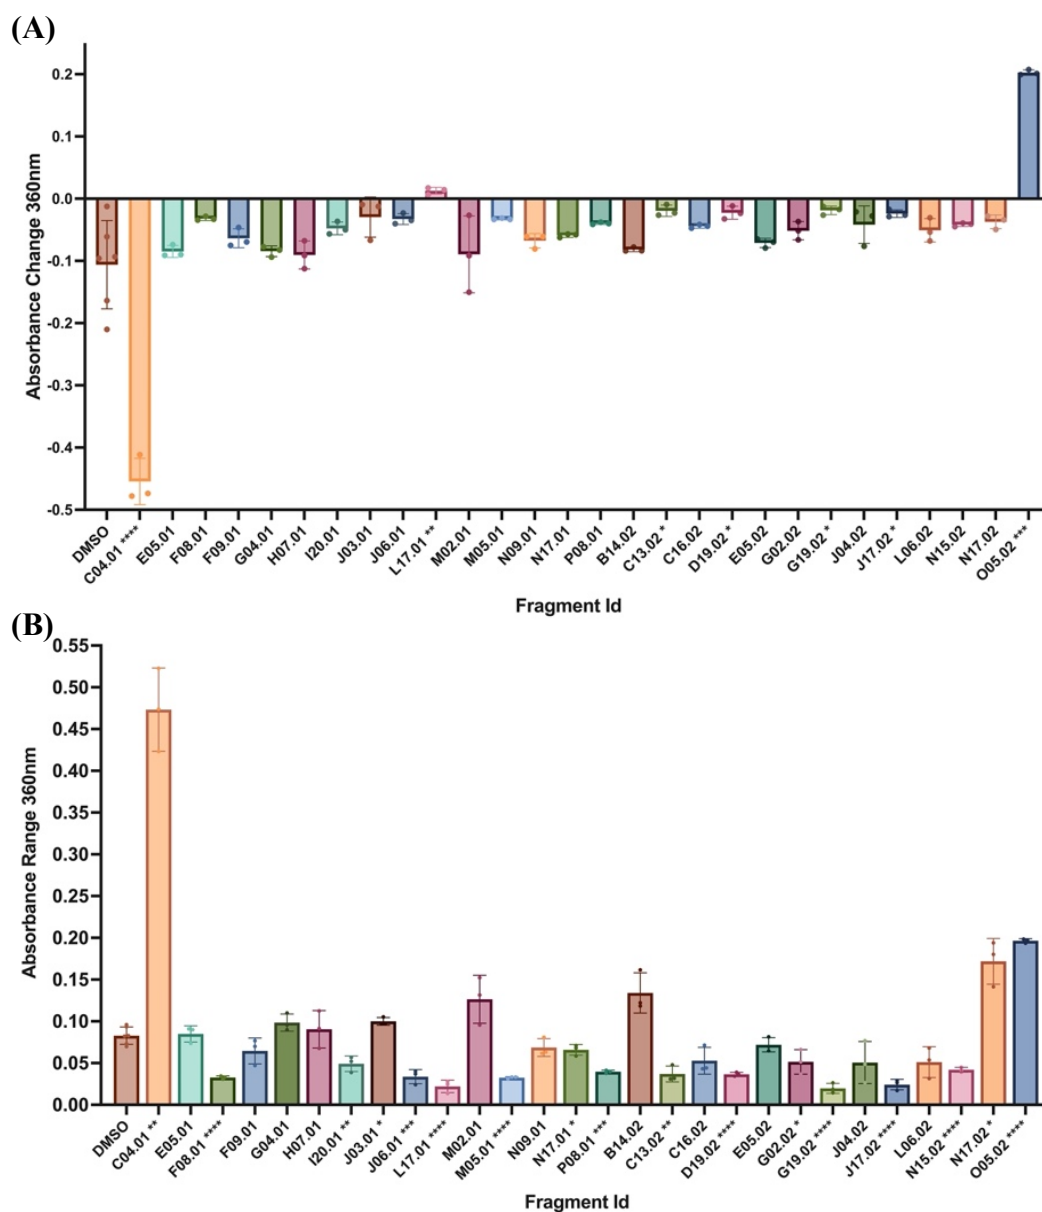 (A)
Absorbance Change 360nm
0.2
0.1
0.0
-0.1
-0.2
-0.3
-0.4
-0.5
DMSO
C04.01 ****
E05.01
F08.01
F09.01
G04.01
H07.01
I20.01
J03.01
J06.01
L17.01 **
M02.01
M05.01
N09.01
N17.01
P08.01
B14.02
C13.02 *
C16.02
D19.02 *
E05.02
G02.02
G19.02 *
J04.02
J17.02 *
L06.02
N15.02
N17.02
O05.02 ***
Fragment Id
(B)
Absorbance Range 360nm
0.55
0.50
0.45
0.40
0.35
0.30
0.25
0.20
0.15
0.10
0.05
0.00
DMSO
C04.01 **
E05.01
F08.01 ****
F09.01
G04.01
H07.01
I20.01 **
J03.01 *
J06.01 ***
L17.01 ****
M02.01
M05.01 ****
N09.01
N17.01 *
P08.01 ***
B14.02
C13.02 **
C16.02
D19.02 ****
E05.02
G02.02 *
G19.02 ****
J04.02
J17.02 ****
L06.02
N15.02 ****
N17.02 *
O05.02 ****
Fragment Id